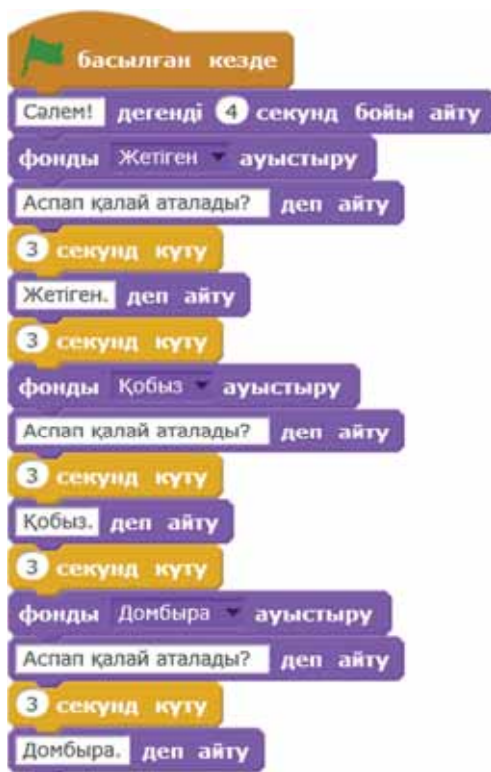 басылған кезде
Сәлем! дегенді 4 секунд бойы айту
фонды Жетіген ауыстыру
Аспап қалай аталады? деп айту
3 секунд күту
Жетіген. деп айту
3 секунд күту
фонды Қобыз ауыстыру
Аспап қалай аталады? деп айту
3 секунд күту
Қобыз. деп айту
3 секунд күту
фонды Домбыра ауыстыру
Аспап қалай аталады? деп айту
3 секунд күту
Домбыра. деп айту